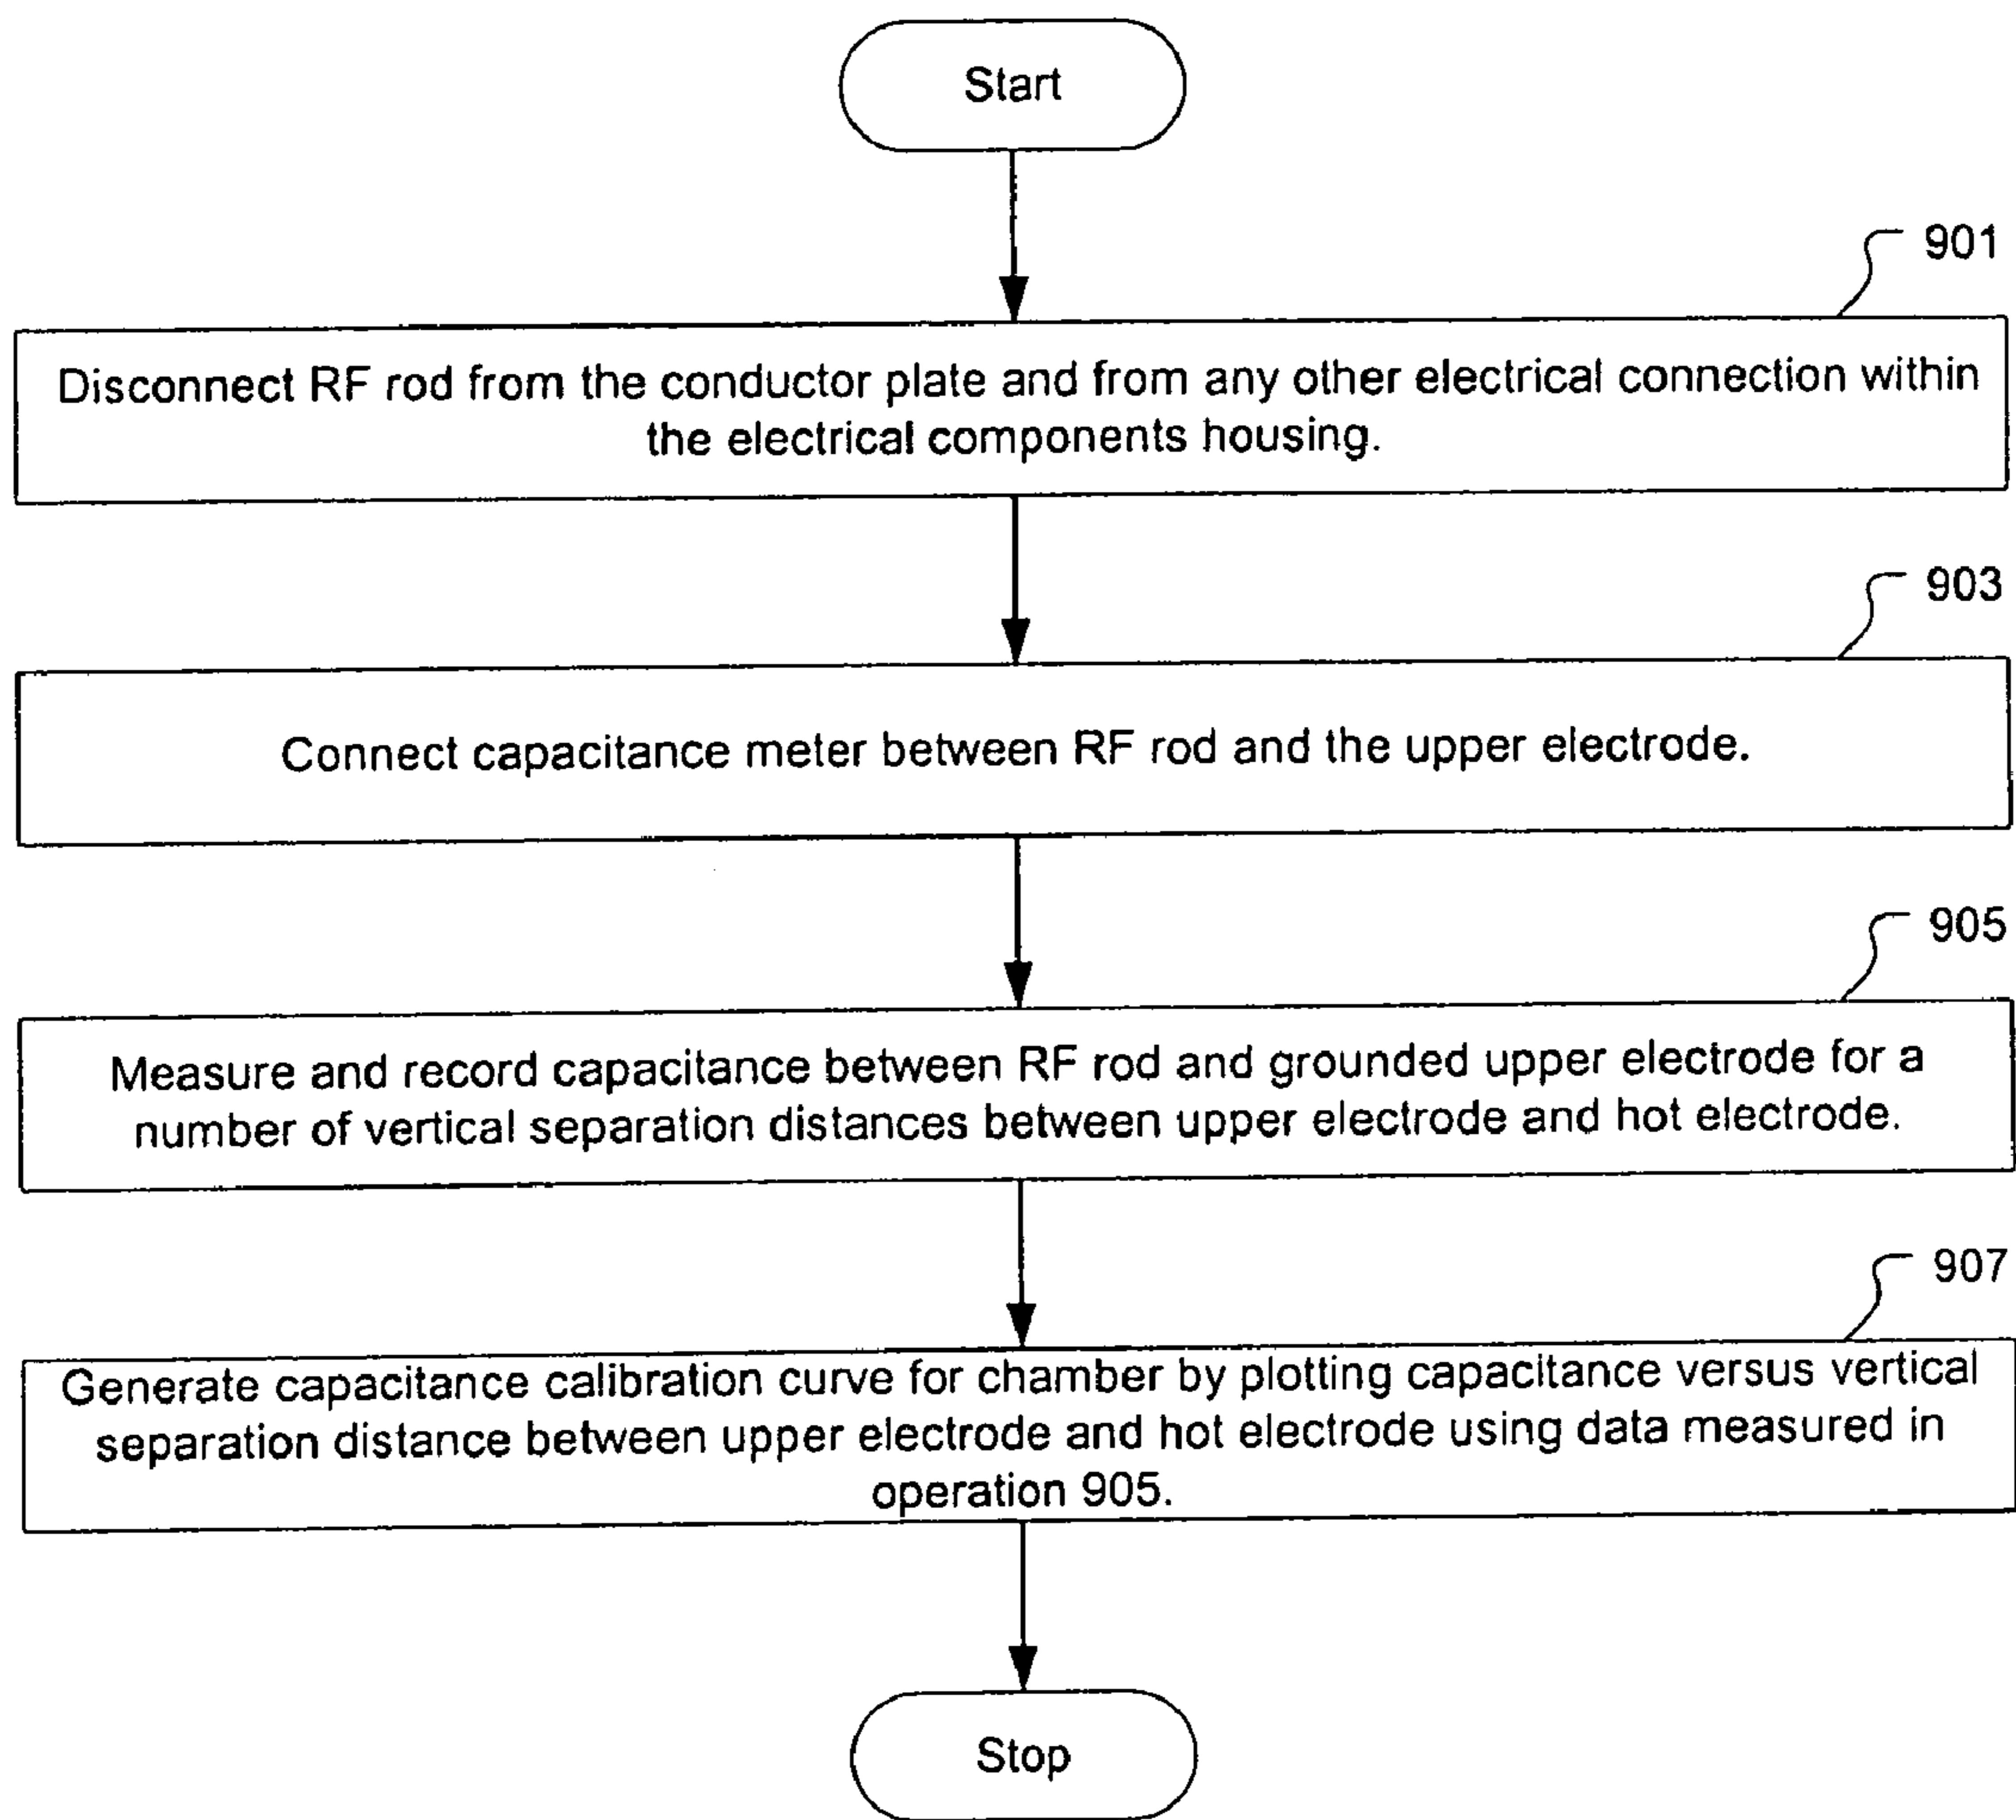 Start
901
Disconnect RF rod from the conductor plate and from any other electrical connection within
the electrical components housing.
903
Connect capacitance meter between RF rod and the upper electrode.
905
Measure and record capacitance between RF rod and grounded upper electrode for a
number of vertical separation distances between upper electrode and hot electrode.
907
Generate capacitance calibration curve for chamber by plotting capacitance versus vertical
separation distance between upper electrode and hot electrode using data measured in
operation 905.
Stop